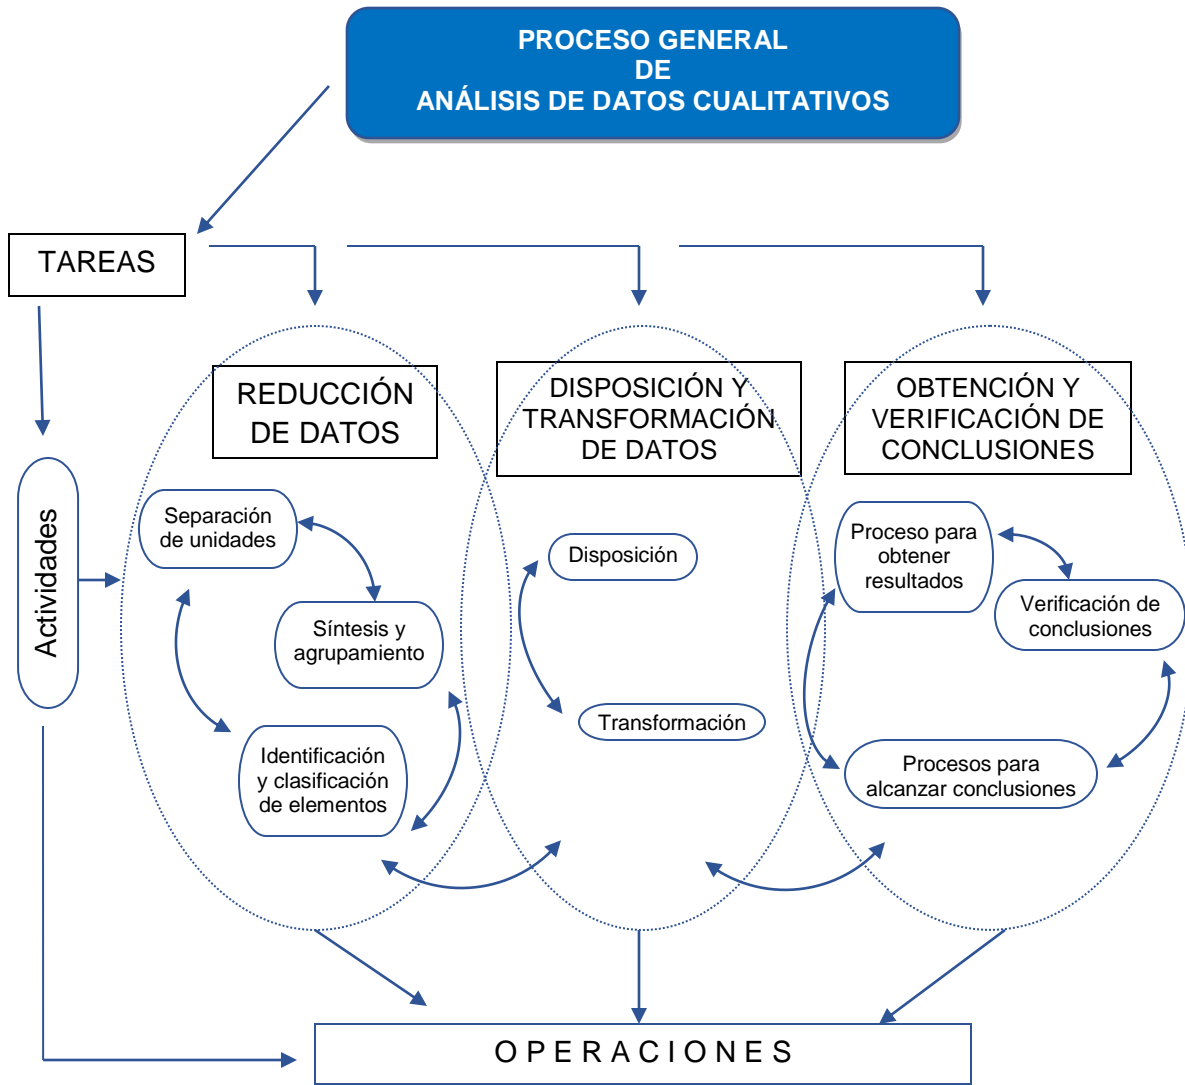 PROCESO GENERAL
DE
ANÁLISIS DE DATOS CUALITATIVOS
TAREAS
REDUCCIÓN
DE DATOS
DISPOSICIÓN Y
TRANSFORMACIÓN
DE DATOS
OBTENCIÓN Y
VERIFICACIÓN DE
CONCLUSIONES
Actividades
Separación
de unidades
Síntesis y
agrupamiento
Identificación
y clasificación
de elementos
Disposición
Transformación
Proceso para
obtener
resultados
Verificación de
conclusiones
Procesos para
alcanzar conclusiones
O P E R A C I O N E S